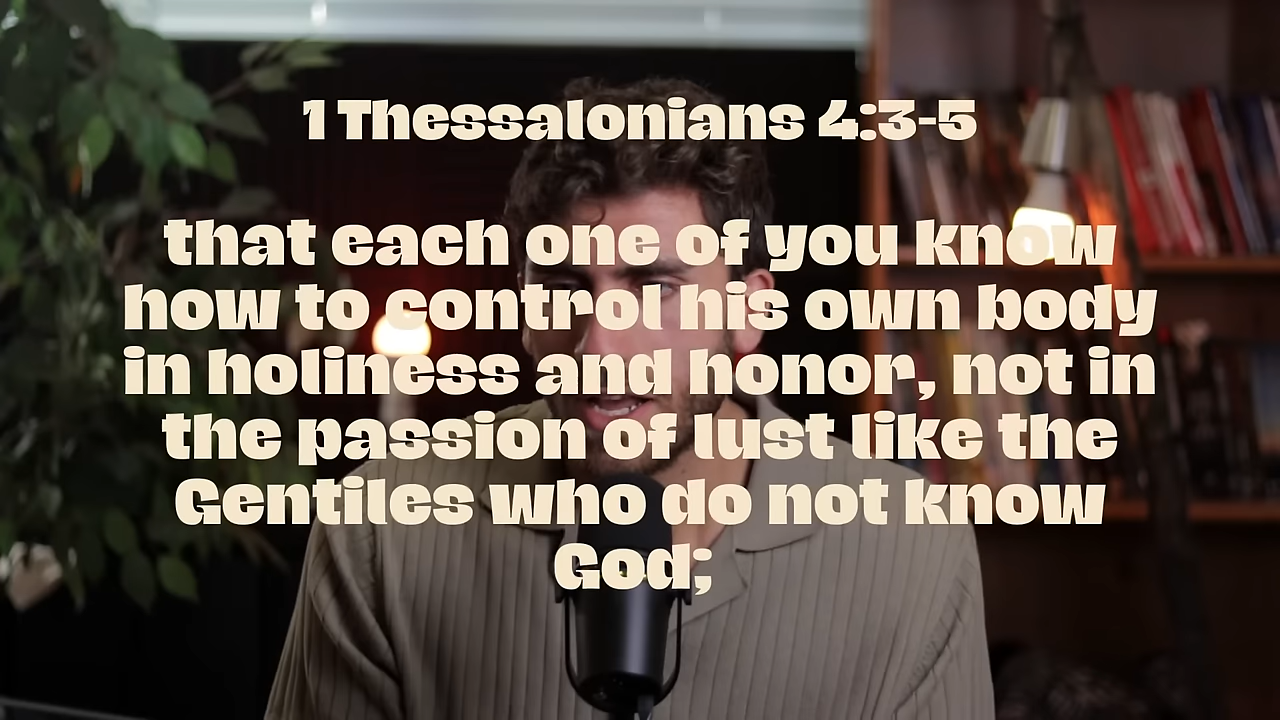 1 Thessalonians 4:3-5
that each one of you know
how to control his own body
in holiness and honor, not in
the passion of lust like the
Gentiles who do not know
God;